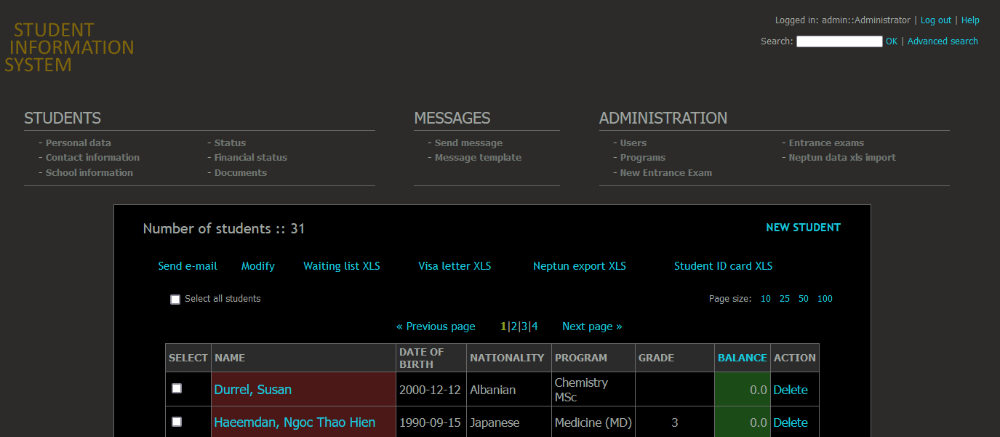 STUDENT
INFORMATION
SYSTEM
Logged in: admin::Administrator | Log out | Help
Search: OK | Advanced search
STUDENTS
- Personal data
- Contact information
- School information
- Status
- Financial status
- Documents
MESSAGES
- Send message
- Message template
ADMINISTRATION
- Users
- Programs
- New Entrance Exam
- Entrance exams
- Neptun data xls import
Number of students :: 31
NEW STUDENT
Send e-mail Modify Waiting list XLS Visa letter XLS Neptun export XLS Student ID card XLS
Select all students
Page size: 10 25 50 100
« Previous page 1|2|3|4 Next page »
SELECT NAME DATE OF BIRTH NATIONALITY PROGRAM GRADE BALANCE ACTION
Durrel, Susan 2000-12-12 Albanian Chemistry MSc 0.0 Delete
Haeemdan, Ngoc Thao Hien 1990-09-15 Japanese Medicine (MD) 3 0.0 Delete